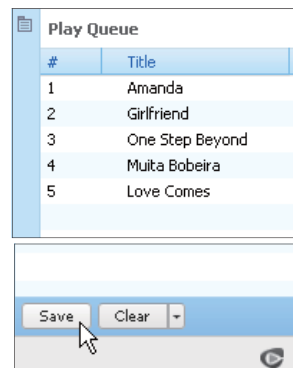 Play Queue
# Title
1 Amanda
2 Girlfriend
3 One Step Beyond
4 Muita Bobeira
5 Love Comes
Save Clear